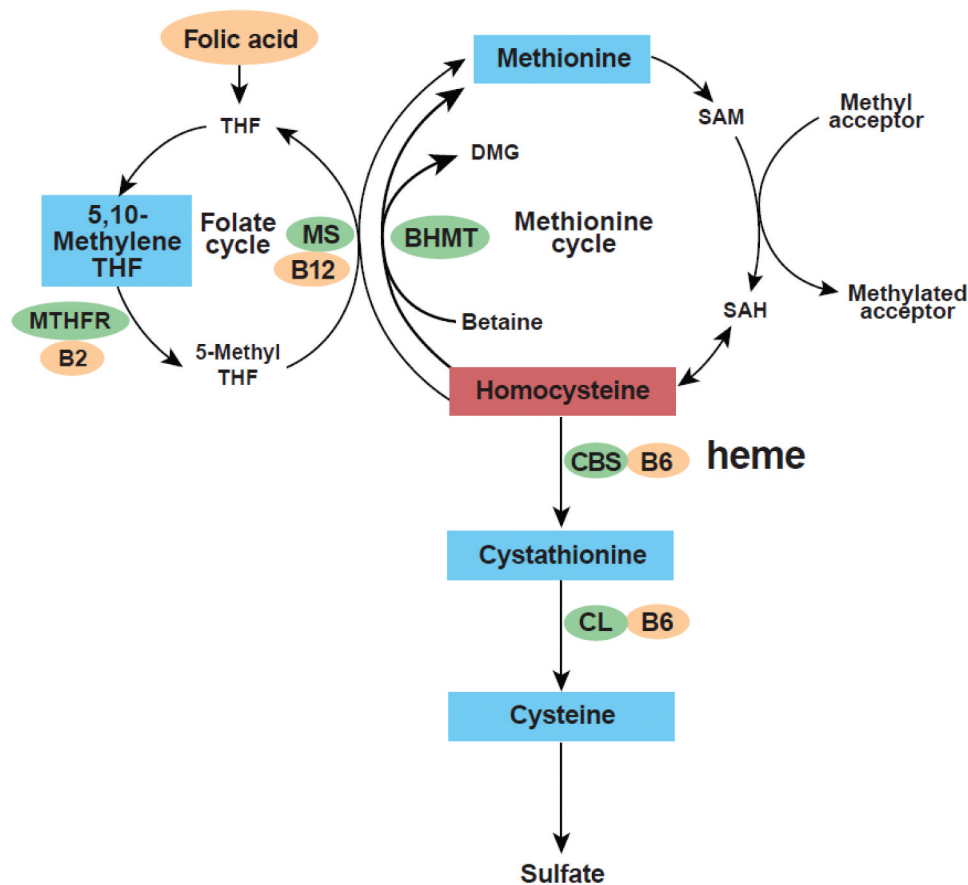 Folic acid
Methionine
THF
SAM
Methyl
acceptor
DMG
5,10-
Methylene
THF
Folate
cycle
MS
B12
BHMT
Methionine
cycle
MTHFR
B2
5-Methyl
THF
Betaine
SAH
Methylated
acceptor
Homocysteine
CBS
B6
heme
Cystathionine
CL
B6
Cysteine
Sulfate